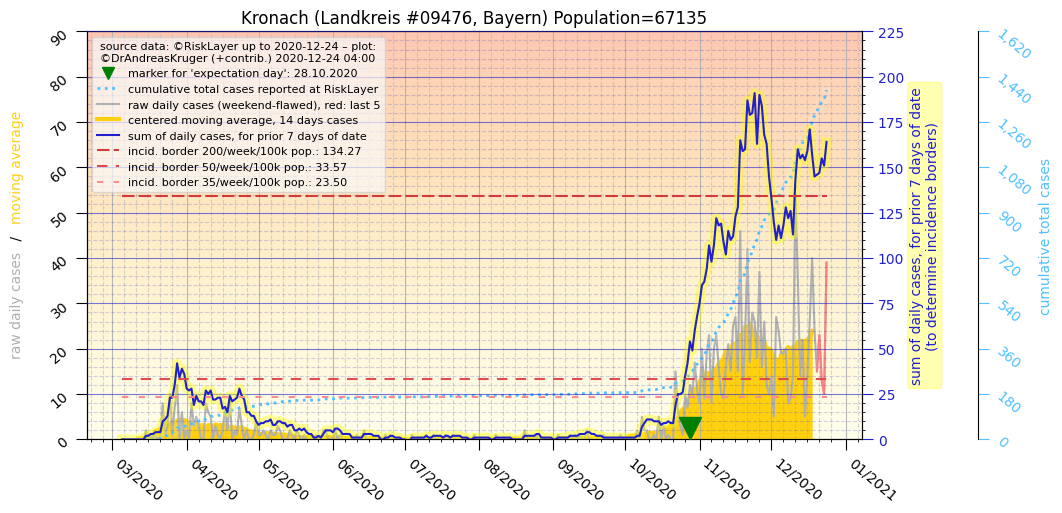 Kronach (Landkreis #09476, Bayern) Population=67135
source data: ©RiskLayer up to 2020-12-24 – plot:
©DrAndreasKruger (+contrib.) 2020-12-24 04:00
marker for 'expectation day': 28.10.2020
cumulative total cases reported at RiskLayer
raw daily cases (weekend-flawed), red: last 5
centered moving average, 14 days cases
sum of daily cases, for prior 7 days of date
incid. border 200/week/100k pop.: 134.27
incid. border 50/week/100k pop.: 33.57
incid. border 35/week/100k pop.: 23.50
raw daily cases / moving average
90
80
70
60
50
40
30
20
10
0
225
200
175
150
125
100
75
50
25
0
sum of daily cases, for prior 7 days of date
(to determine incidence borders)
1,620
1,440
1,260
1,080
900
720
540
360
180
0
cumulative total cases
03/2020
04/2020
05/2020
06/2020
07/2020
08/2020
09/2020
10/2020
11/2020
12/2020
01/2021